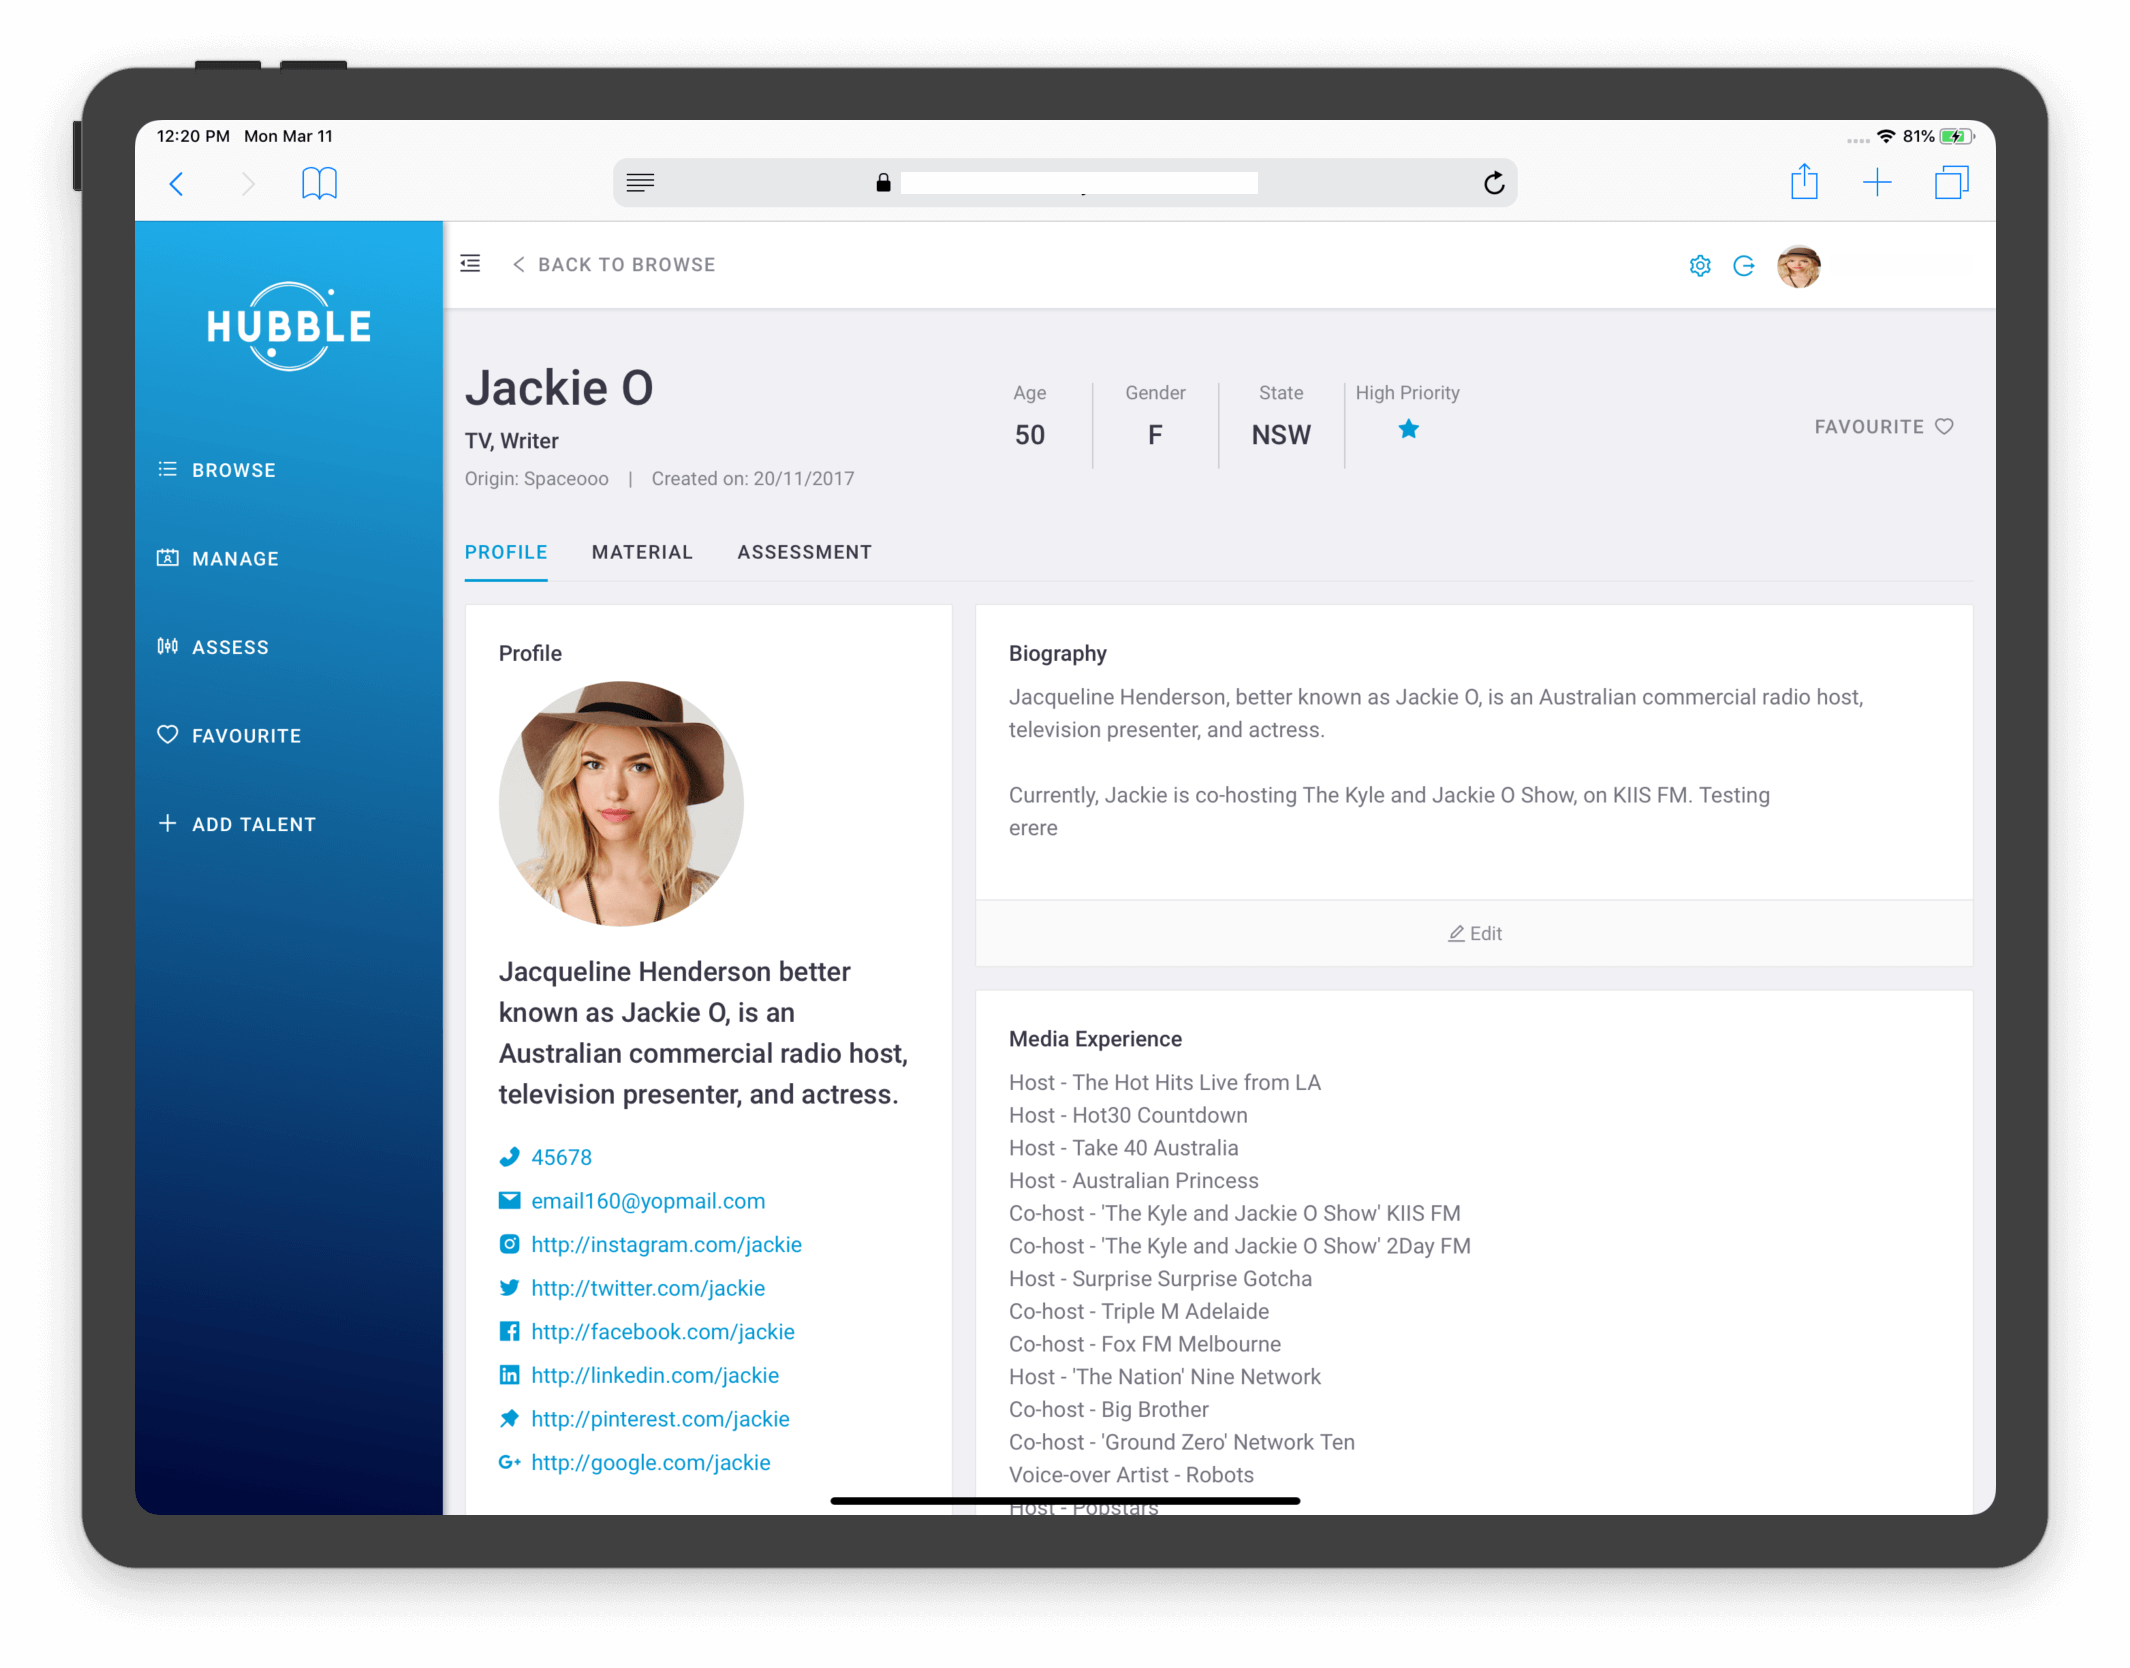 12:20 PM Mon Mar 11
81%
HUBBLE
BACK TO BROWSE
BROWSE
MANAGE
ASSESS
FAVOURITE
ADD TALENT
Jackie O
TV, Writer
Origin: Spaceooo | Created on: 20/11/2017
Age
50
Gender
F
State
NSW
High Priority
FAVOURITE
PROFILE MATERIAL ASSESSMENT
Profile
Jacqueline Henderson better
known as Jackie O, is an
Australian commercial radio host,
television presenter, and actress.
45678
email160@yopmail.com
http://instagram.com/jackie
http://twitter.com/jackie
http://facebook.com/jackie
http://linkedin.com/jackie
http://pinterest.com/jackie
http://google.com/jackie
Biography
Jacqueline Henderson, better known as Jackie O, is an Australian commercial radio host,
television presenter, and actress.
Currently, Jackie is co-hosting The Kyle and Jackie O Show, on KIIS FM. Testing
erere
Edit
Media Experience
Host - The Hot Hits Live from LA
Host - Hot30 Countdown
Host - Take 40 Australia
Host - Australian Princess
Co-host - 'The Kyle and Jackie O Show' KIIS FM
Co-host - 'The Kyle and Jackie O Show' 2Day FM
Host - Surprise Surprise Gotcha
Co-host - Triple M Adelaide
Co-host - Fox FM Melbourne
Host - 'The Nation' Nine Network
Co-host - Big Brother
Co-host - 'Ground Zero' Network Ten
Voice-over Artist - Robots
Host - Popstars